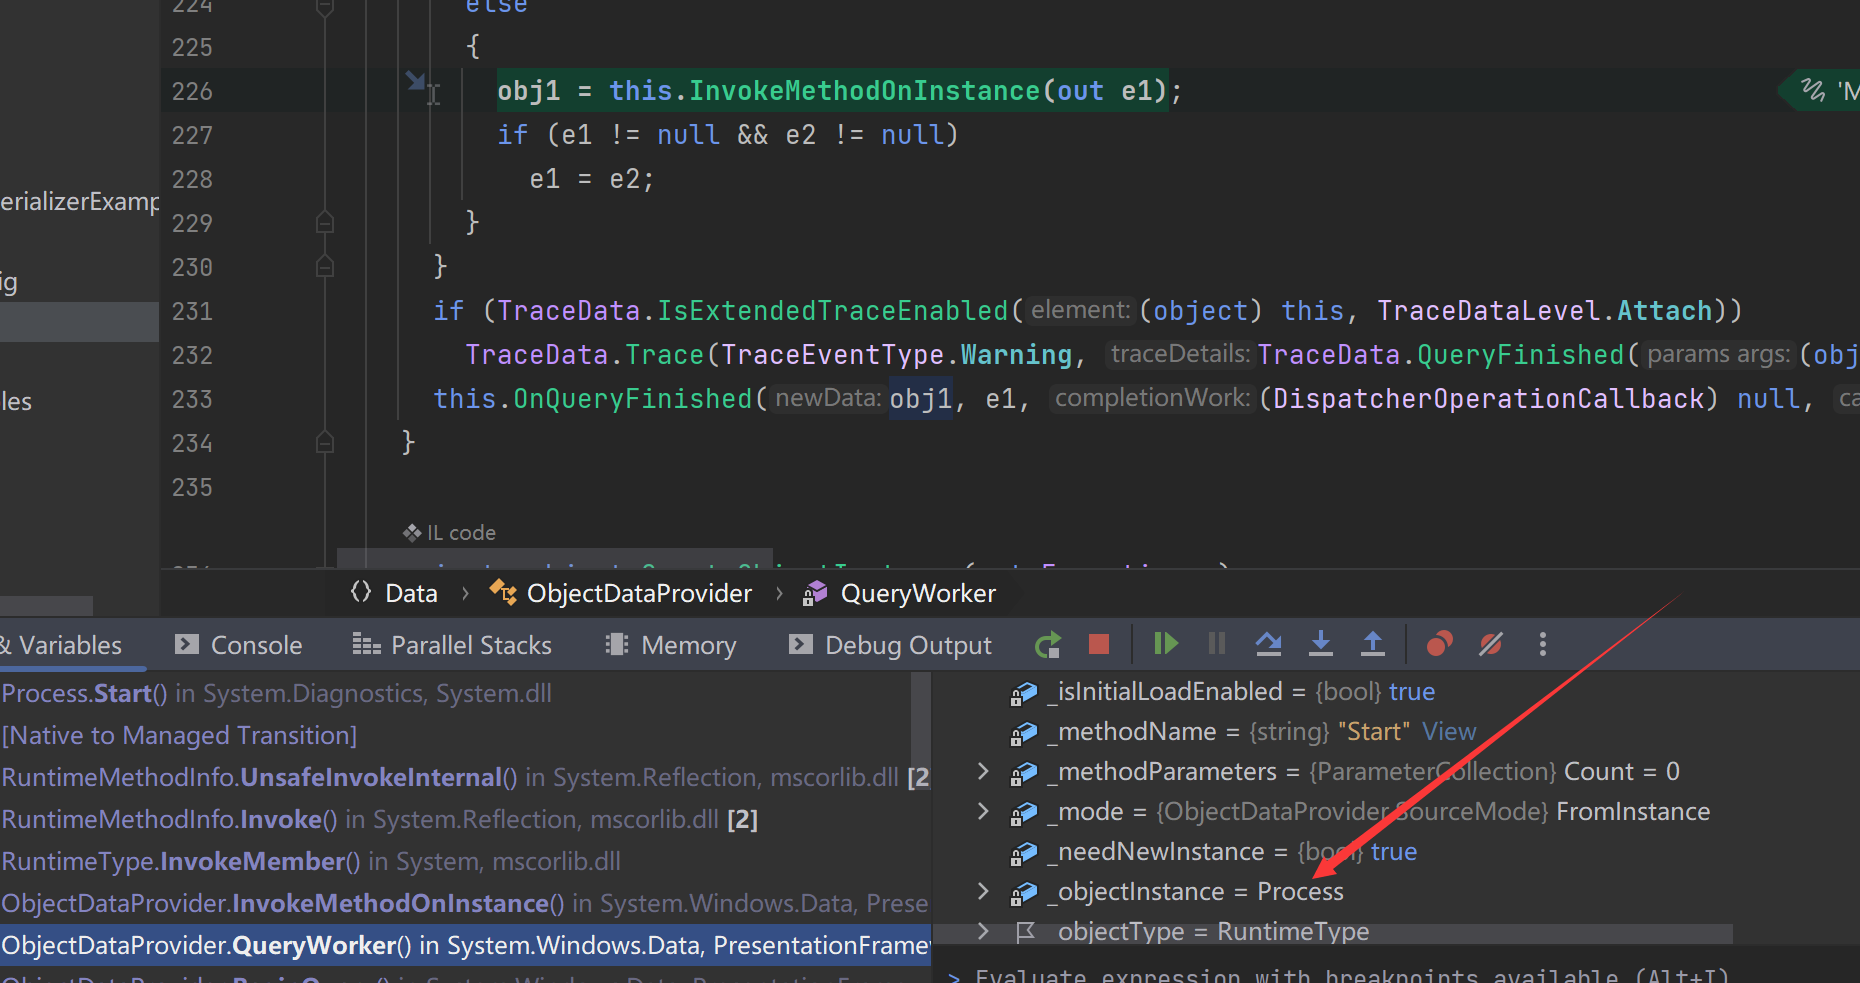 224 else
225 {
226 obj1 = this.InvokeMethodOnInstance(out e1); 'M
227 if (e1 != null && e2 != null)
228 e1 = e2;
229 }
230 }
231 if (TraceData.IsExtendedTraceEnabled( element: (object) this, TraceDataLevel.Attach))
232 TraceData.Trace(TraceEventType.Warning, traceDetails: TraceData.QueryFinished( params args: (obj
233 this.OnQueryFinished( newData: obj1, e1, completionWork: (DispatcherOperationCallback) null, ca
234 }
235
IL code
erializerExamp
ig
les
Data › ObjectDataProvider › QueryWorker
& Variables Console Parallel Stacks Memory Debug Output
Process.Start() in System.Diagnostics, System.dll
[Native to Managed Transition]
RuntimeMethodInfo.UnsafeInvokeInternal() in System.Reflection, mscorlib.dll [2
RuntimeMethodInfo.Invoke() in System.Reflection, mscorlib.dll [2]
RuntimeType.InvokeMember() in System, mscorlib.dll
ObjectDataProvider.InvokeMethodOnInstance() in System.Windows.Data, Prese
ObjectDataProvider.QueryWorker() in System.Windows.Data, PresentationFrame
_isInitialLoadEnabled = {bool} true
_methodName = {string} "Start" View
_methodParameters = {ParameterCollection} Count = 0
_mode = {ObjectDataProvider.SourceMode} FromInstance
_needNewInstance = {bool} true
_objectInstance = Process
objectType = RuntimeType
> Evaluate expression with breakpoints available (Alt+I)